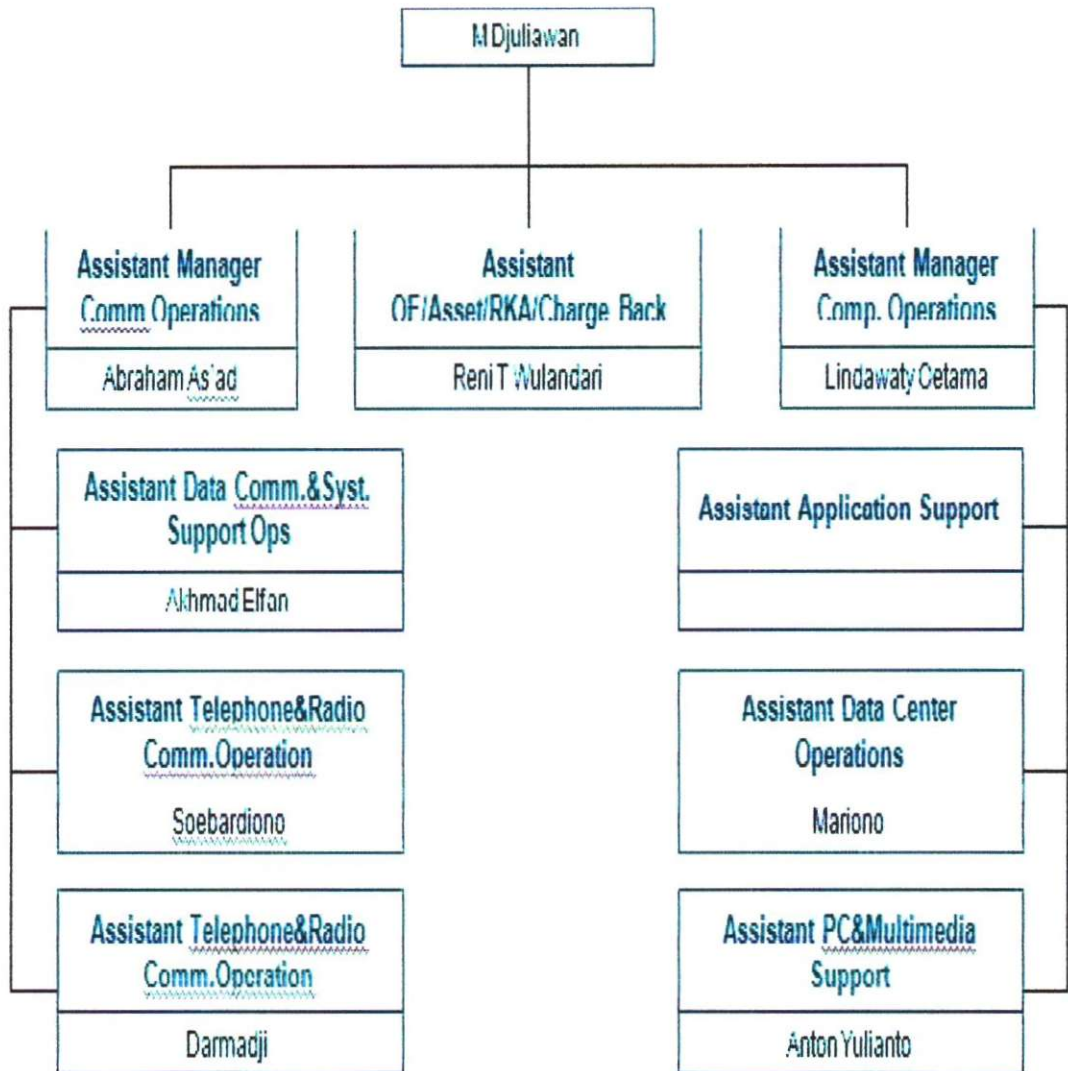 M Djuliawan
Assistant Manager
Comm Operations
Abraham As'ad
Assistant
OF/Asset/RKA/Charge Back
Reni T Wulandari
Assistant Manager
Comp. Operations
Lindawaty Cetama
Assistant Data Comm.&Syst.
Support Ops
Akhmad Elfan
Assistant Application Support
Assistant Telephone&Radio
Comm.Operation
Soebardiono
Assistant Data Center
Operations
Mariono
Assistant Telephone&Radio
Comm.Operation
Darmadji
Assistant PC&Multimedia
Support
Anton Yulianto